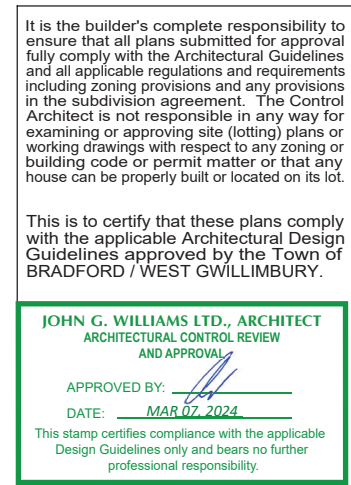 It is the builder's complete responsibility to
ensure that all plans submitted for approval
fully comply with the Architectural Guidelines
and all applicable regulations and requirements
including zoning provisions and any provisions
in the subdivision agreement. The Control
Architect is not responsible in any way for
examining or approving site (lotting) plans or
working drawings with respect to any zoning or
building code or permit matter or that any
house can be properly built or located on its lot.
This is to certify that these plans comply
with the applicable Architectural Design
Guidelines approved by the Town of
BRADFORD / WEST GWILLIMBURY.
JOHN G. WILLIAMS LTD., ARCHITECT
ARCHITECTURAL CONTROL REVIEW
AND APPROVAL
APPROVED BY:
DATE: MAR 07, 2024
This stamp certifies compliance with the applicable
Design Guidelines only and bears no further
professional responsibility.